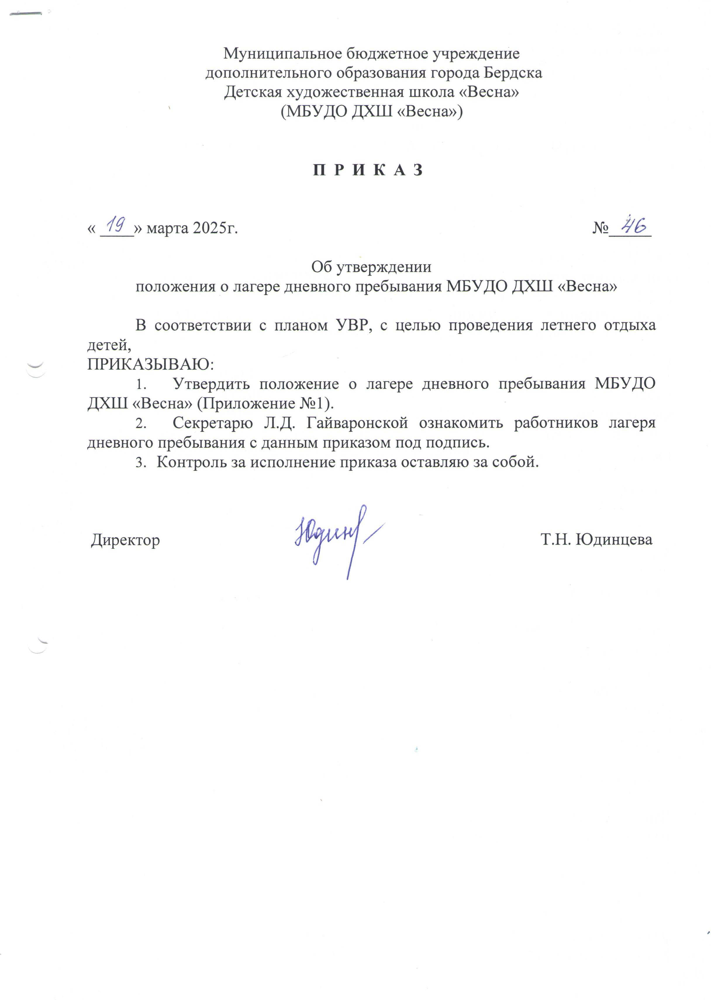 Муниципальное бюджетное учреждение
дополнительного образования города Бердска
Детская художественная школа «Весна»
(МБУДО ДХШ «Весна»)
П Р И К А З
« 19 » марта 2025г. № 46
Об утверждении
положения о лагере дневного пребывания МБУДО ДХШ «Весна»
В соответствии с планом УВР, с целью проведения летнего отдыха
детей,
ПРИКАЗЫВАЮ:
1. Утвердить положение о лагере дневного пребывания МБУДО
ДХШ «Весна» (Приложение №1).
2. Секретарю Л.Д. Гайваронской ознакомить работников лагеря
дневного пребывания с данным приказом под подпись.
3. Контроль за исполнение приказа оставляю за собой.
Директор Юдин Т.Н. Юдинцева